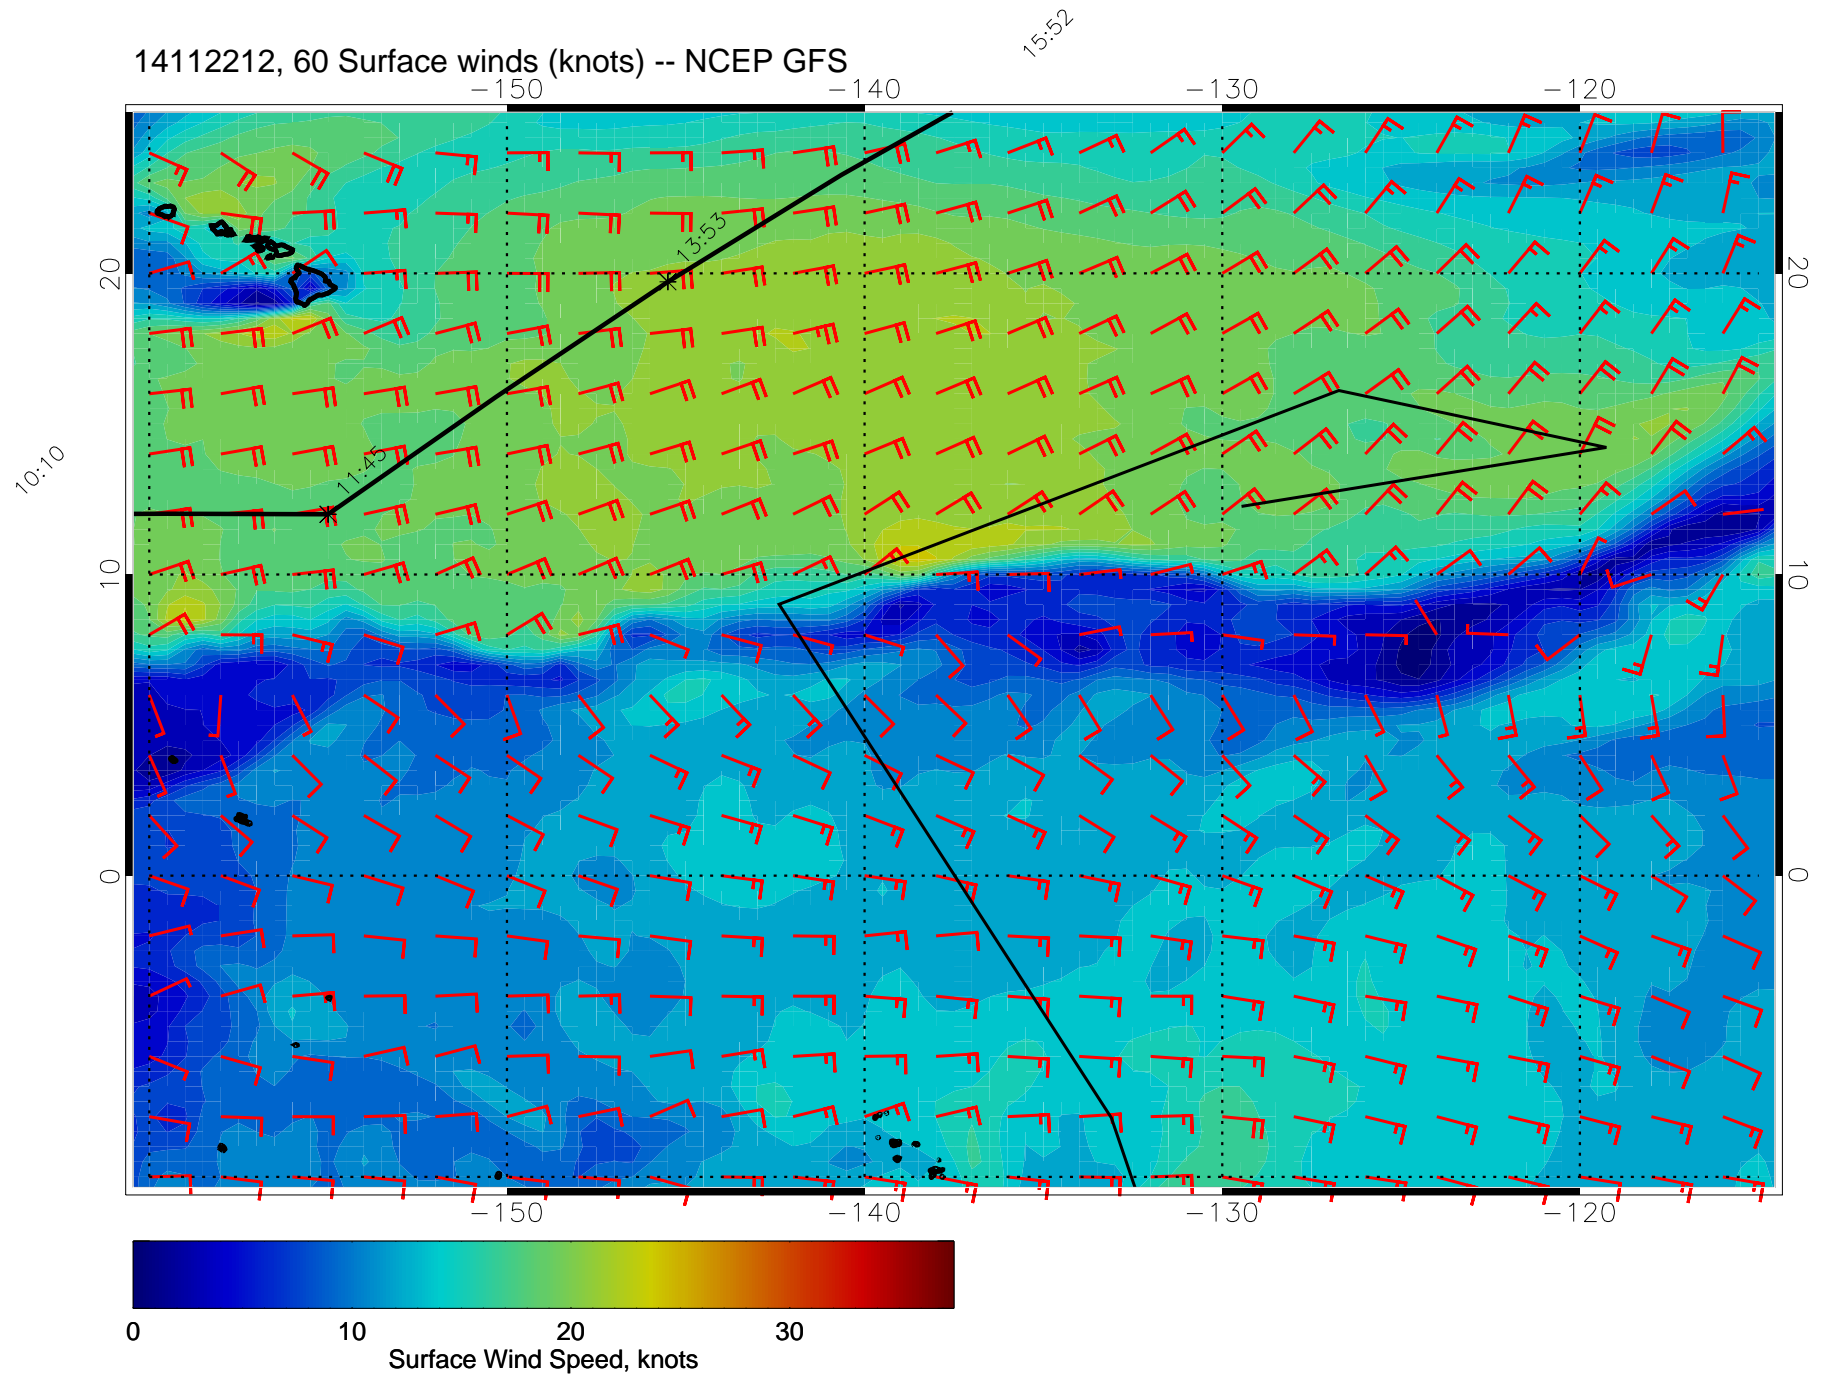 15:52
14112212, 60 Surface winds (knots) -- NCEP GFS
-150 -140 -130 -120
13:53
20 20
11:45
10:10
10 10
0 0
-150 -140 -130 -120
0 10 20 30
Surface Wind Speed, knots